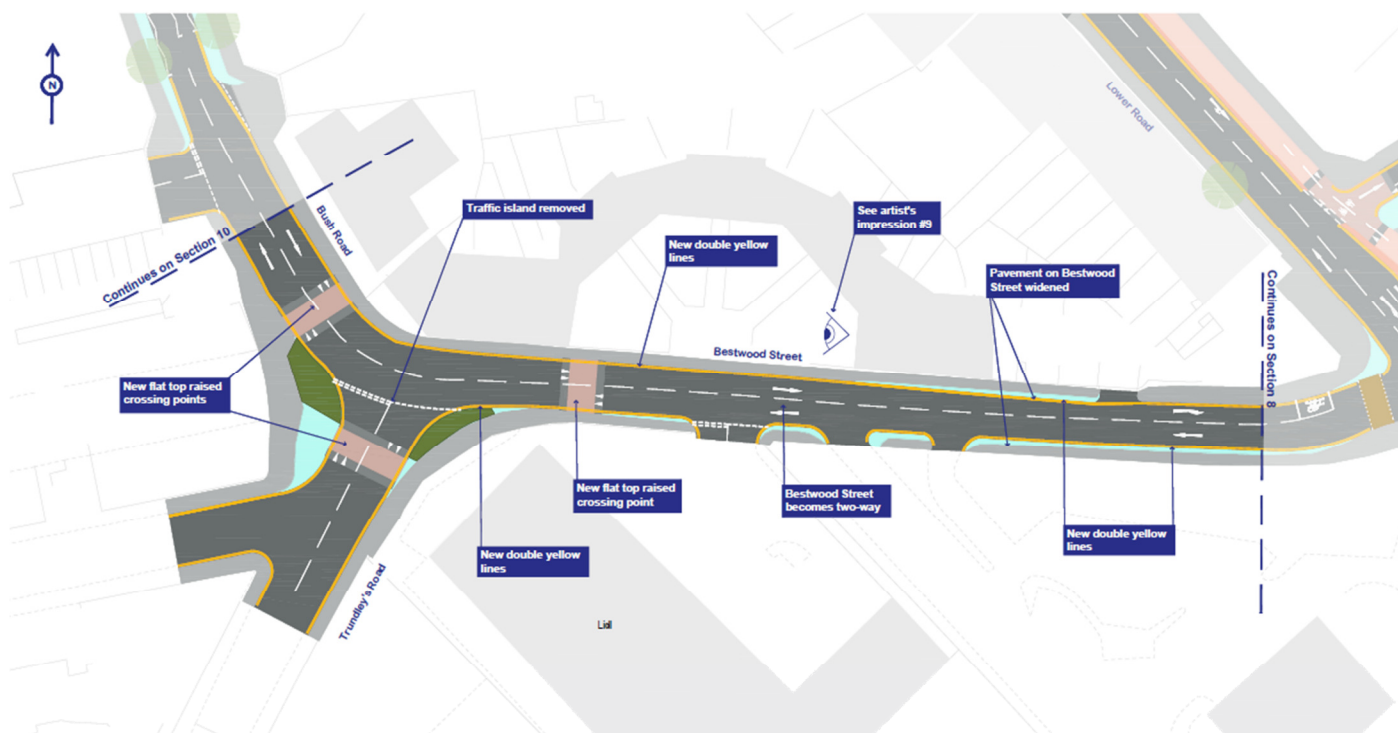 N
Lower Road
Continues on Section 10
Bush Road
Traffic island removed
See artist's
impression #9
New double yellow
lines
Pavement on Bestwood
Street widened
Continues on Section 8
Bestwood Street
New flat top raised
crossing points
New flat top raised
crossing point
Bestwood Street
becomes two-way
New double yellow
lines
New double yellow
lines
Trundley's Road